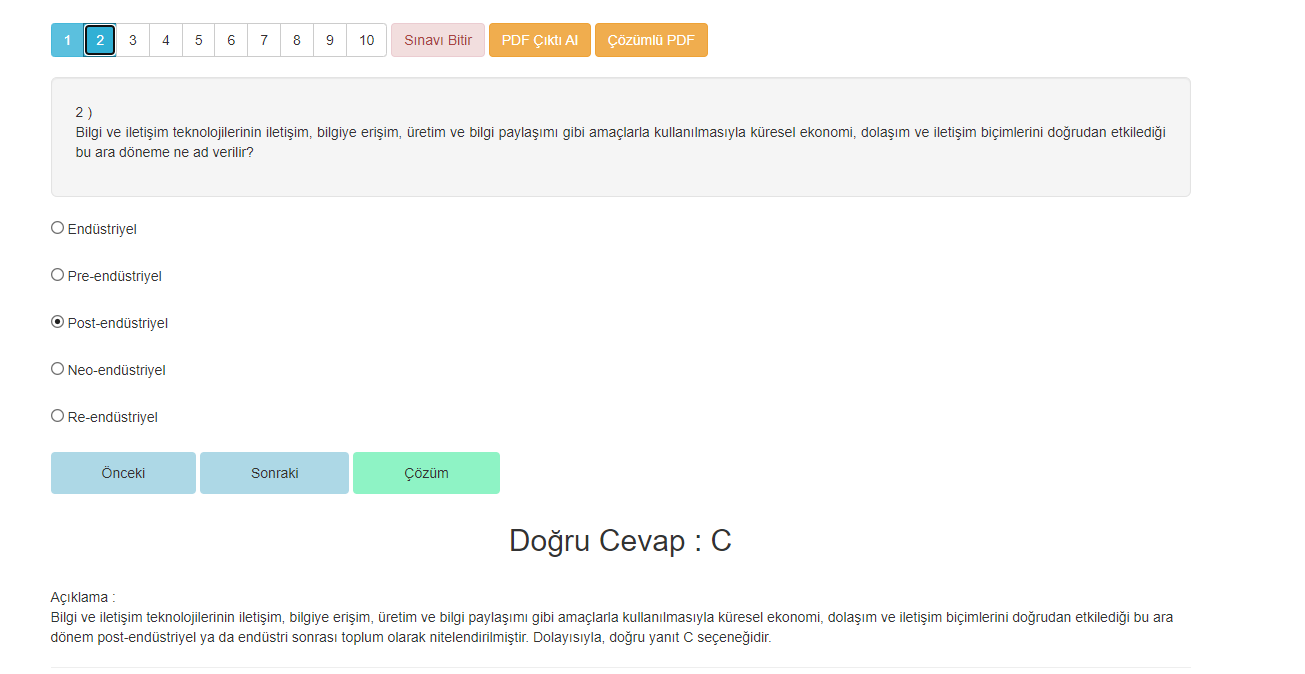 1 2 3 4 5 6 7 8 9 10 Sınavı Bitir PDF Çıktı Al Çözümlü PDF
2 )
Bilgi ve iletişim teknolojilerinin iletişim, bilgiye erişim, üretim ve bilgi paylaşımı gibi amaçlarla kullanılmasıyla küresel ekonomi, dolaşım ve iletişim biçimlerini doğrudan etkilediği
bu ara döneme ne ad verilir?
Endüstriyel
Pre-endüstriyel
Post-endüstriyel
Neo-endüstriyel
Re-endüstriyel
Önceki Sonraki Çözüm
Doğru Cevap : C
Açıklama :
Bilgi ve iletişim teknolojilerinin iletişim, bilgiye erişim, üretim ve bilgi paylaşımı gibi amaçlarla kullanılmasıyla küresel ekonomi, dolaşım ve iletişim biçimlerini doğrudan etkilediği bu ara
dönem post-endüstriyel ya da endüstri sonrası toplum olarak nitelendirilmiştir. Dolayısıyla, doğru yanıt C seçeneğidir.